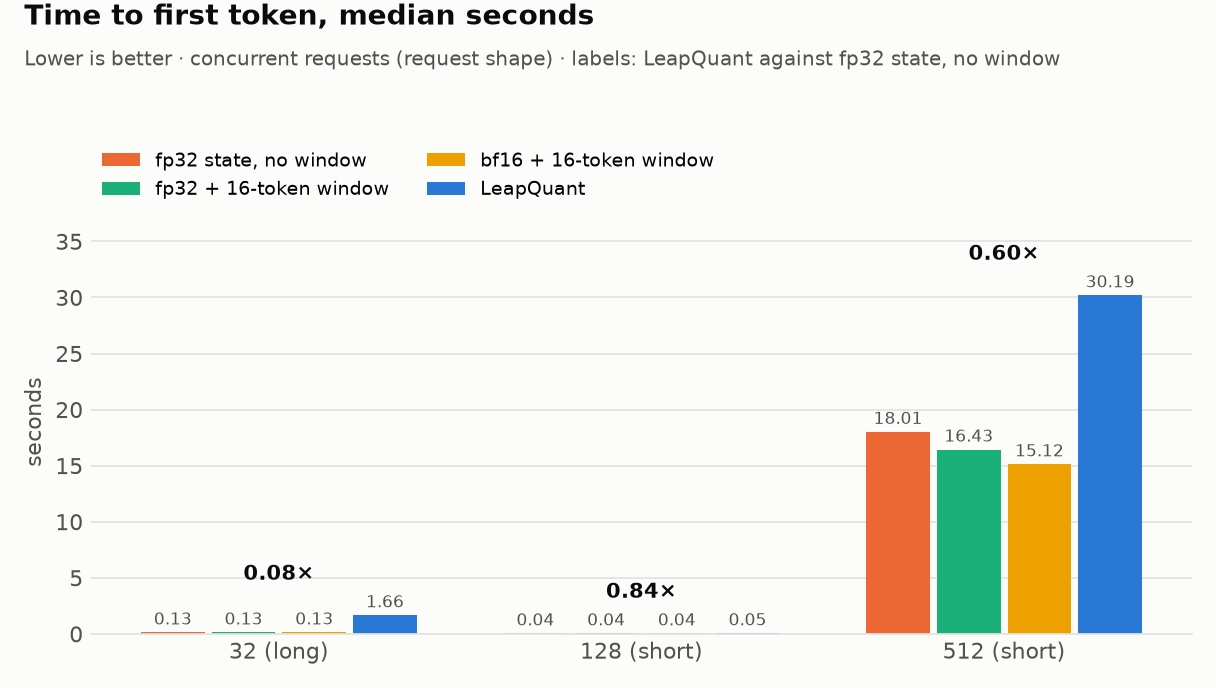 Time to first token, median seconds
Lower is better · concurrent requests (request shape) · labels: LeapQuant against fp32 state, no window
fp32 state, no window
bf16 + 16-token window
fp32 + 16-token window
LeapQuant
35
0.60×
30
30.19
25
seconds
20
18.01
16.43
15.12
15
10
5
0.08×
0.84×
0.13
0.13
0.13
1.66
0.04
0.04
0.04
0.05
0
32 (long)
128 (short)
512 (short)